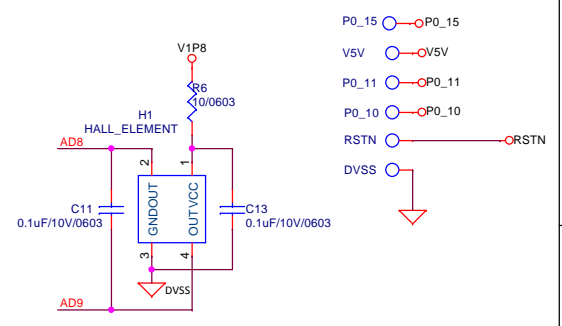 V1P8
R6
10/0603
H1
HALL_ELEMENT
AD8
2
1
GNDOUT
OUTVCC
C11
0.1uF/10V/0603
C13
0.1uF/10V/0603
3
4
DVSS
AD9
P0_15 P0_15
V5V V5V
P0_11 P0_11
P0_10 P0_10
RSTN RSTN
DVSS